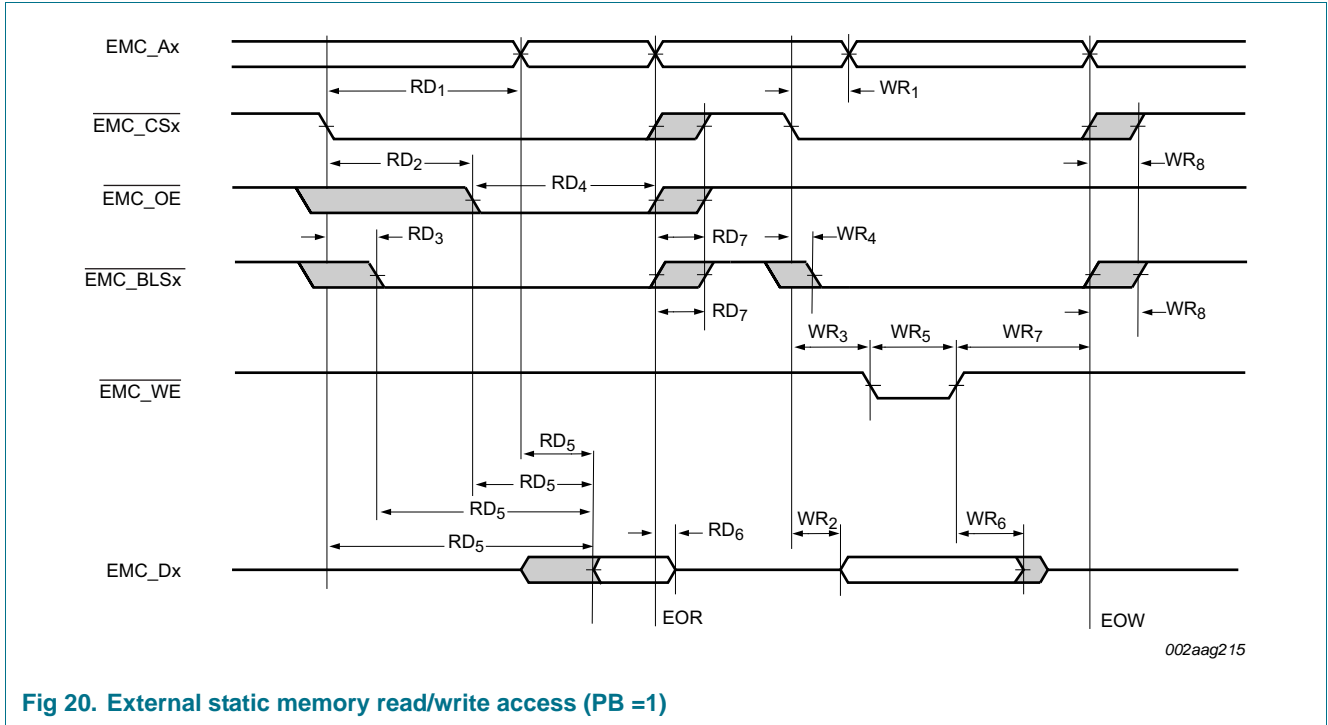 EMC_Ax
RD1
WR1
EMC_CSx
RD2
WR8
RD4
EMC_OE
RD3
RD7
WR4
EMC_BLSx
RD7
WR8
WR3
WR5
WR7
EMC_WE
RD5
RD5
RD5
WR2
WR6
RD5
RD6
EMC_Dx
EOR
EOW
002aag215
Fig 20. External static memory read/write access (PB =1)